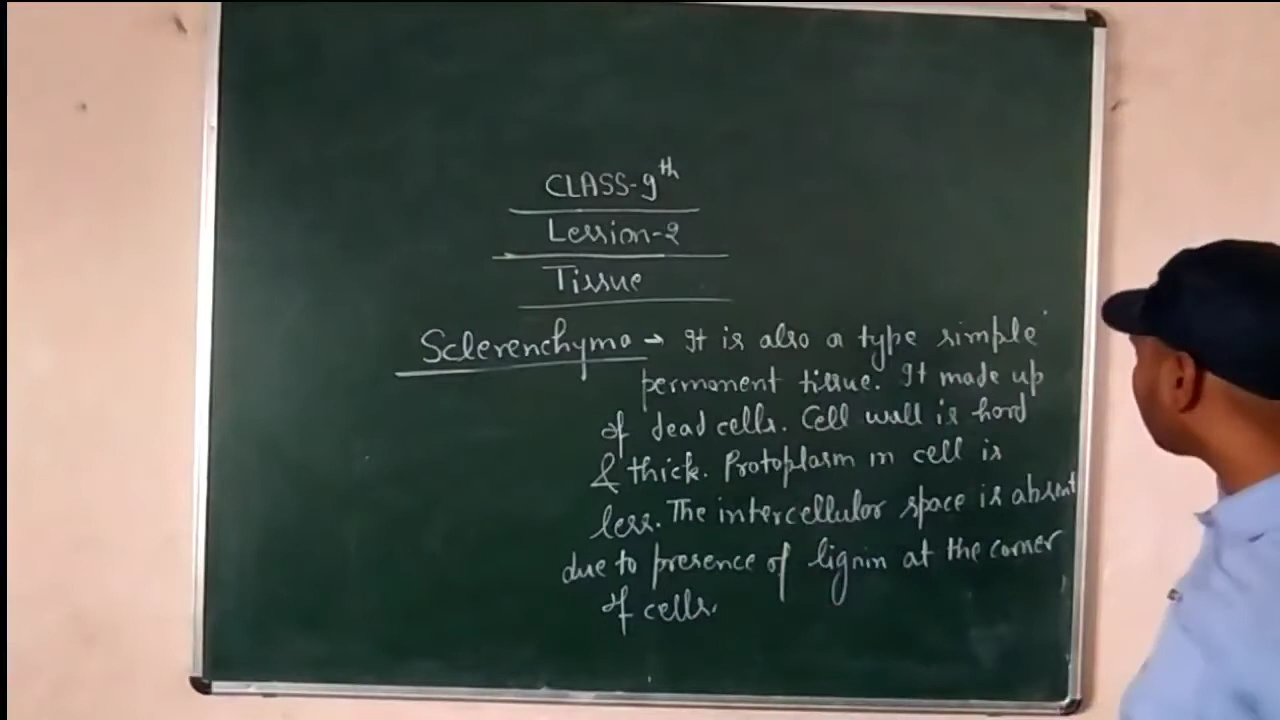 CLASS-9th
Lession-2
Tissue
Sclerenchyma → It is also a type simple
permanent tissue. It made up
of dead cells. Cell wall is hard
& thick. Protoplasm in cell is
less. The intercellular space is absent
due to presence of lignin at the corner
of cells.